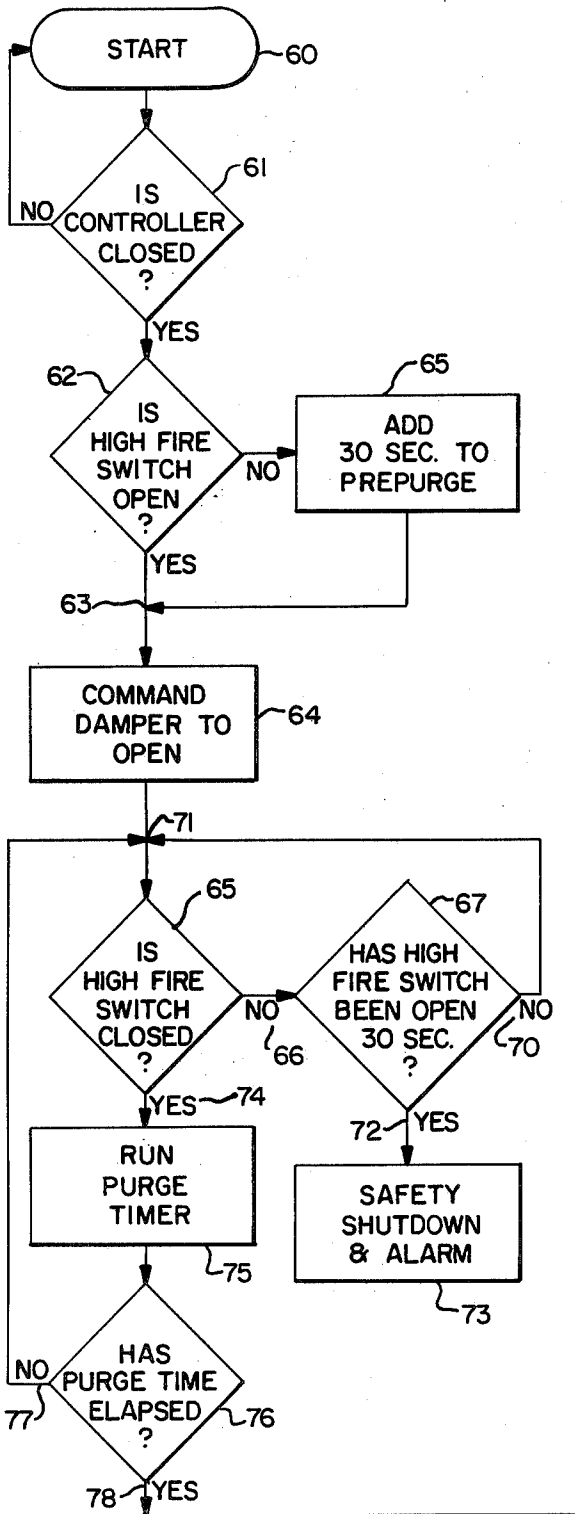 START
60
61
IS
CONTROLLER
CLOSED
?
NO
YES
62
IS
HIGH FIRE
SWITCH
OPEN
?
NO
65
ADD
30 SEC. TO
PREPURGE
YES
63
COMMAND
DAMPER TO
OPEN
64
71
65
IS
HIGH FIRE
SWITCH
CLOSED
?
NO
66
67
HAS HIGH
FIRE SWITCH
BEEN OPEN
30 SEC.
?
NO
70
YES
74
72
YES
RUN
PURGE
TIMER
75
SAFETY
SHUTDOWN
& ALARM
73
HAS
PURGE TIME
ELAPSED
?
NO
77
76
78
YES